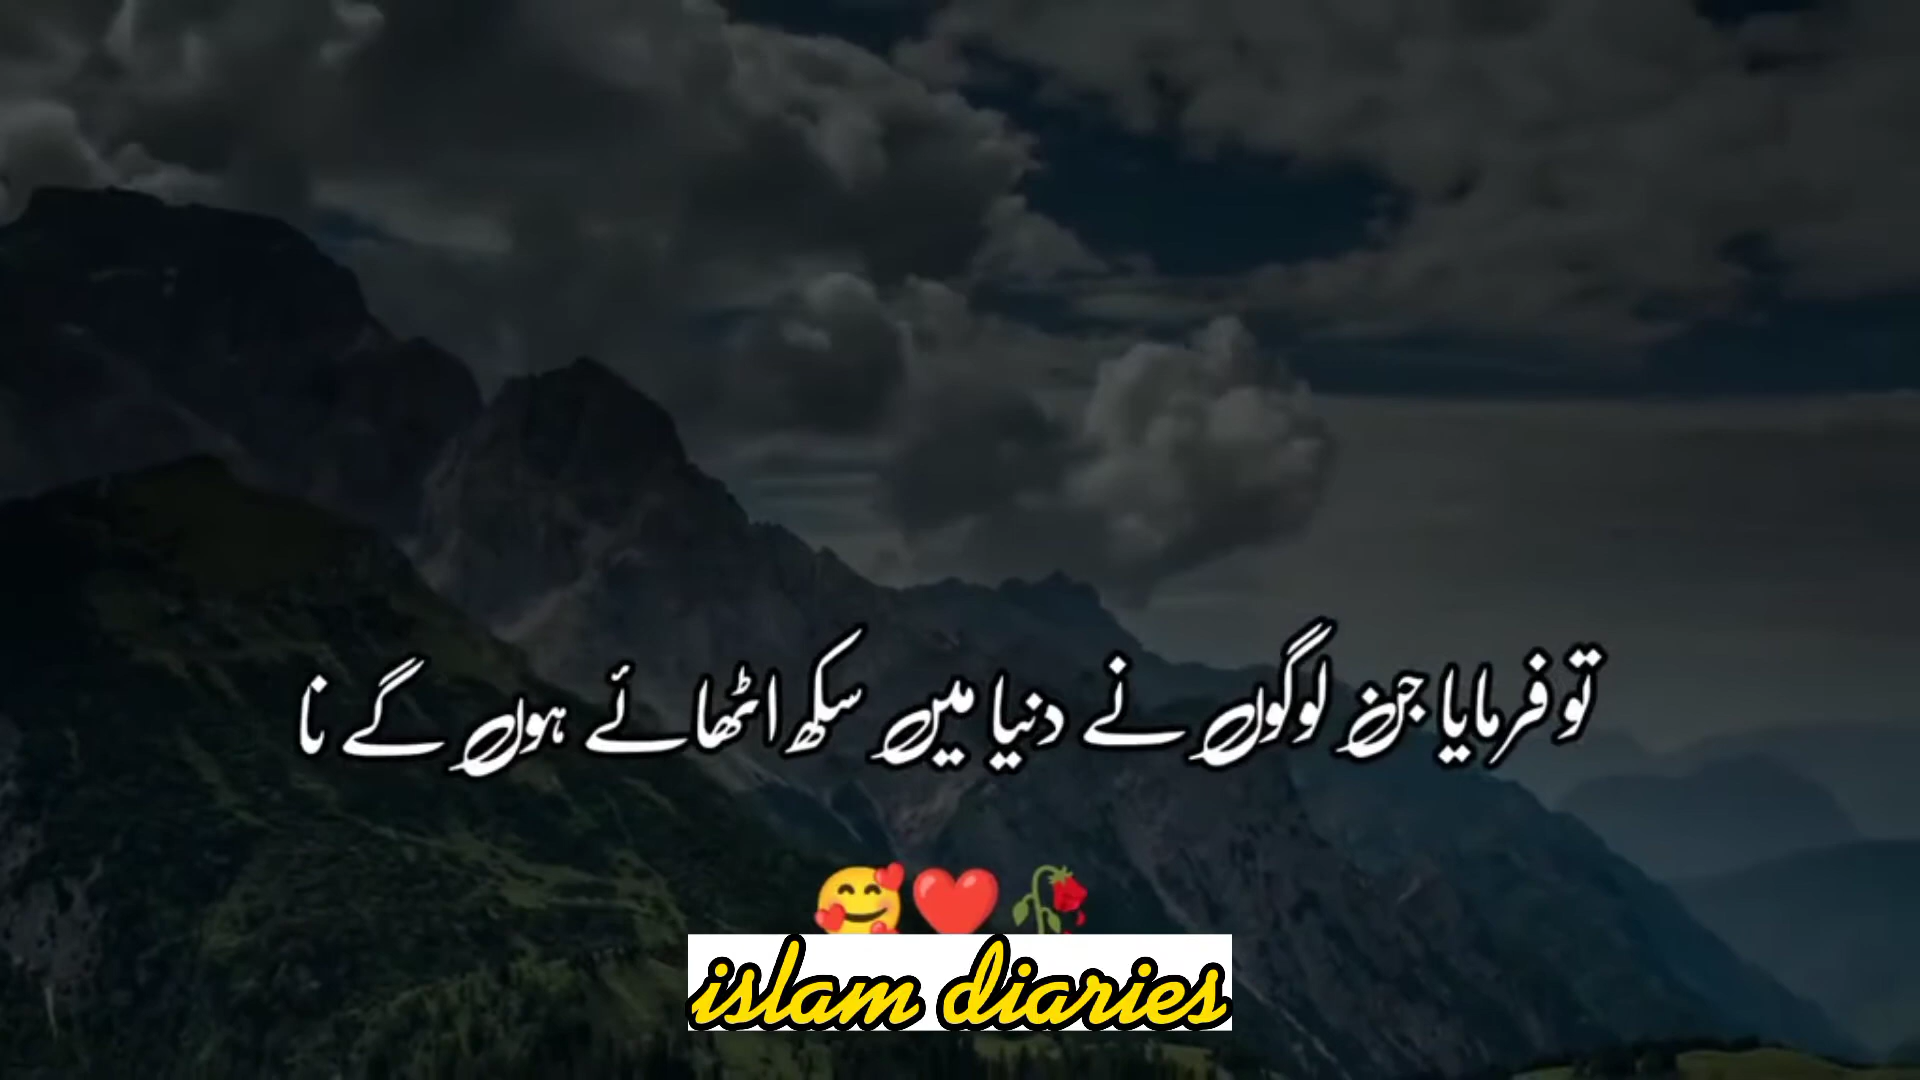 تو فرمایا جن لوگوں نے دنیا میں سکھ اٹھائے ہوں گے نا
🥰❤️🥀
islam diaries